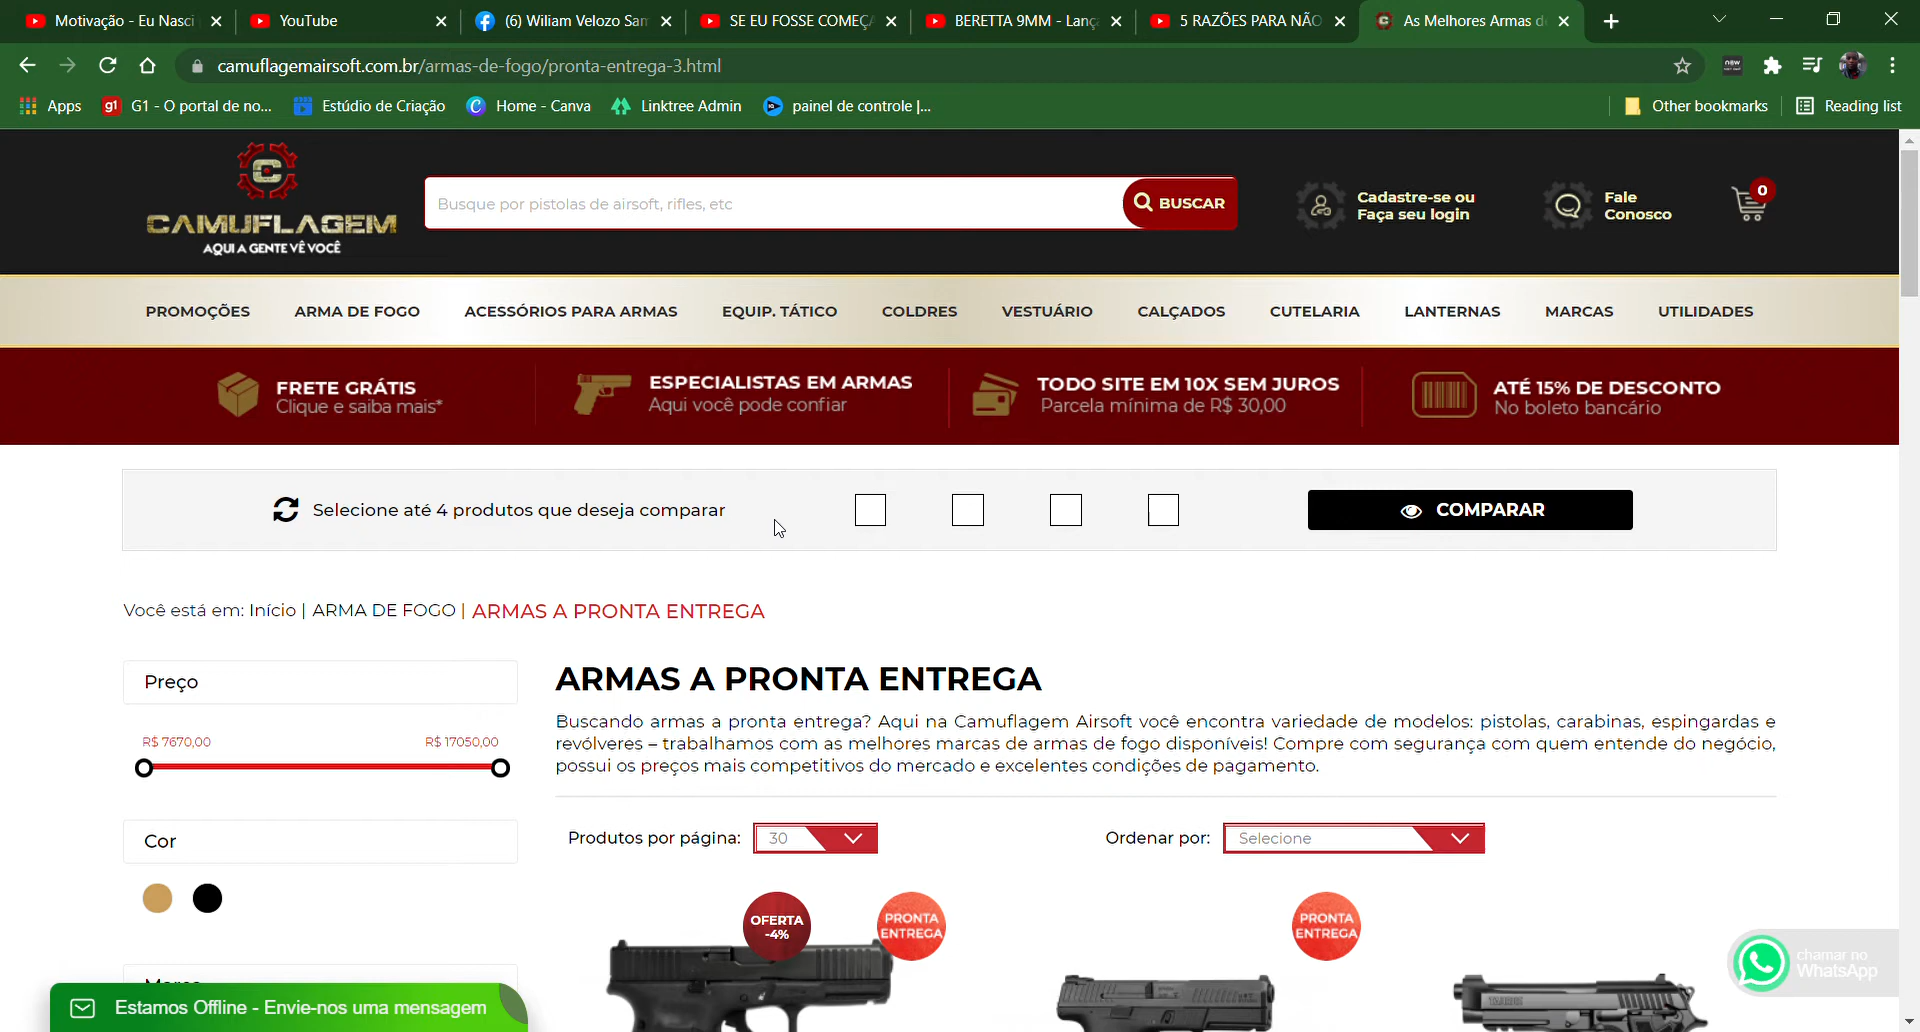 Motivação - Eu Nasci
YouTube
(6) Wiliam Velozo Sam
SE EU FOSSE COMEÇA
BERETTA 9MM - Lanç
5 RAZÕES PARA NÃO
As Melhores Armas d
camuflagemairsoft.com.br/armas-de-fogo/pronta-entrega-3.html
Apps
g1 G1 - O portal de no...
Estúdio de Criação
Home - Canva
Linktree Admin
painel de controle |...
Other bookmarks
Reading list
CAMUFLAGEM
AQUI A GENTE VÊ VOCÊ
Busque por pistolas de airsoft, rifles, etc
BUSCAR
Cadastre-se ou
Faça seu login
Fale
Conosco
0
PROMOÇÕES
ARMA DE FOGO
ACESSÓRIOS PARA ARMAS
EQUIP. TÁTICO
COLDRES
VESTUÁRIO
CALÇADOS
CUTELARIA
LANTERNAS
MARCAS
UTILIDADES
FRETE GRÁTIS
Clique e saiba mais*
ESPECIALISTAS EM ARMAS
Aqui você pode confiar
TODO SITE EM 10X SEM JUROS
Parcela mínima de R$ 30,00
ATÉ 15% DE DESCONTO
No boleto bancário
Selecione até 4 produtos que deseja comparar
COMPARAR
Você está em: Início | ARMA DE FOGO | ARMAS A PRONTA ENTREGA
Preço
R$ 7670,00
R$ 17050,00
Cor
ARMAS A PRONTA ENTREGA
Buscando armas a pronta entrega? Aqui na Camuflagem Airsoft você encontra variedade de modelos: pistolas, carabinas, espingardas e
revólveres – trabalhamos com as melhores marcas de armas de fogo disponíveis! Compre com segurança com quem entende do negócio,
possui os preços mais competitivos do mercado e excelentes condições de pagamento.
Produtos por página:
30
Ordenar por:
Selecione
OFERTA
-4%
PRONTA
ENTREGA
PRONTA
ENTREGA
TAURUS
chamar no
WhatsApp
Estamos Offline - Envie-nos uma mensagem